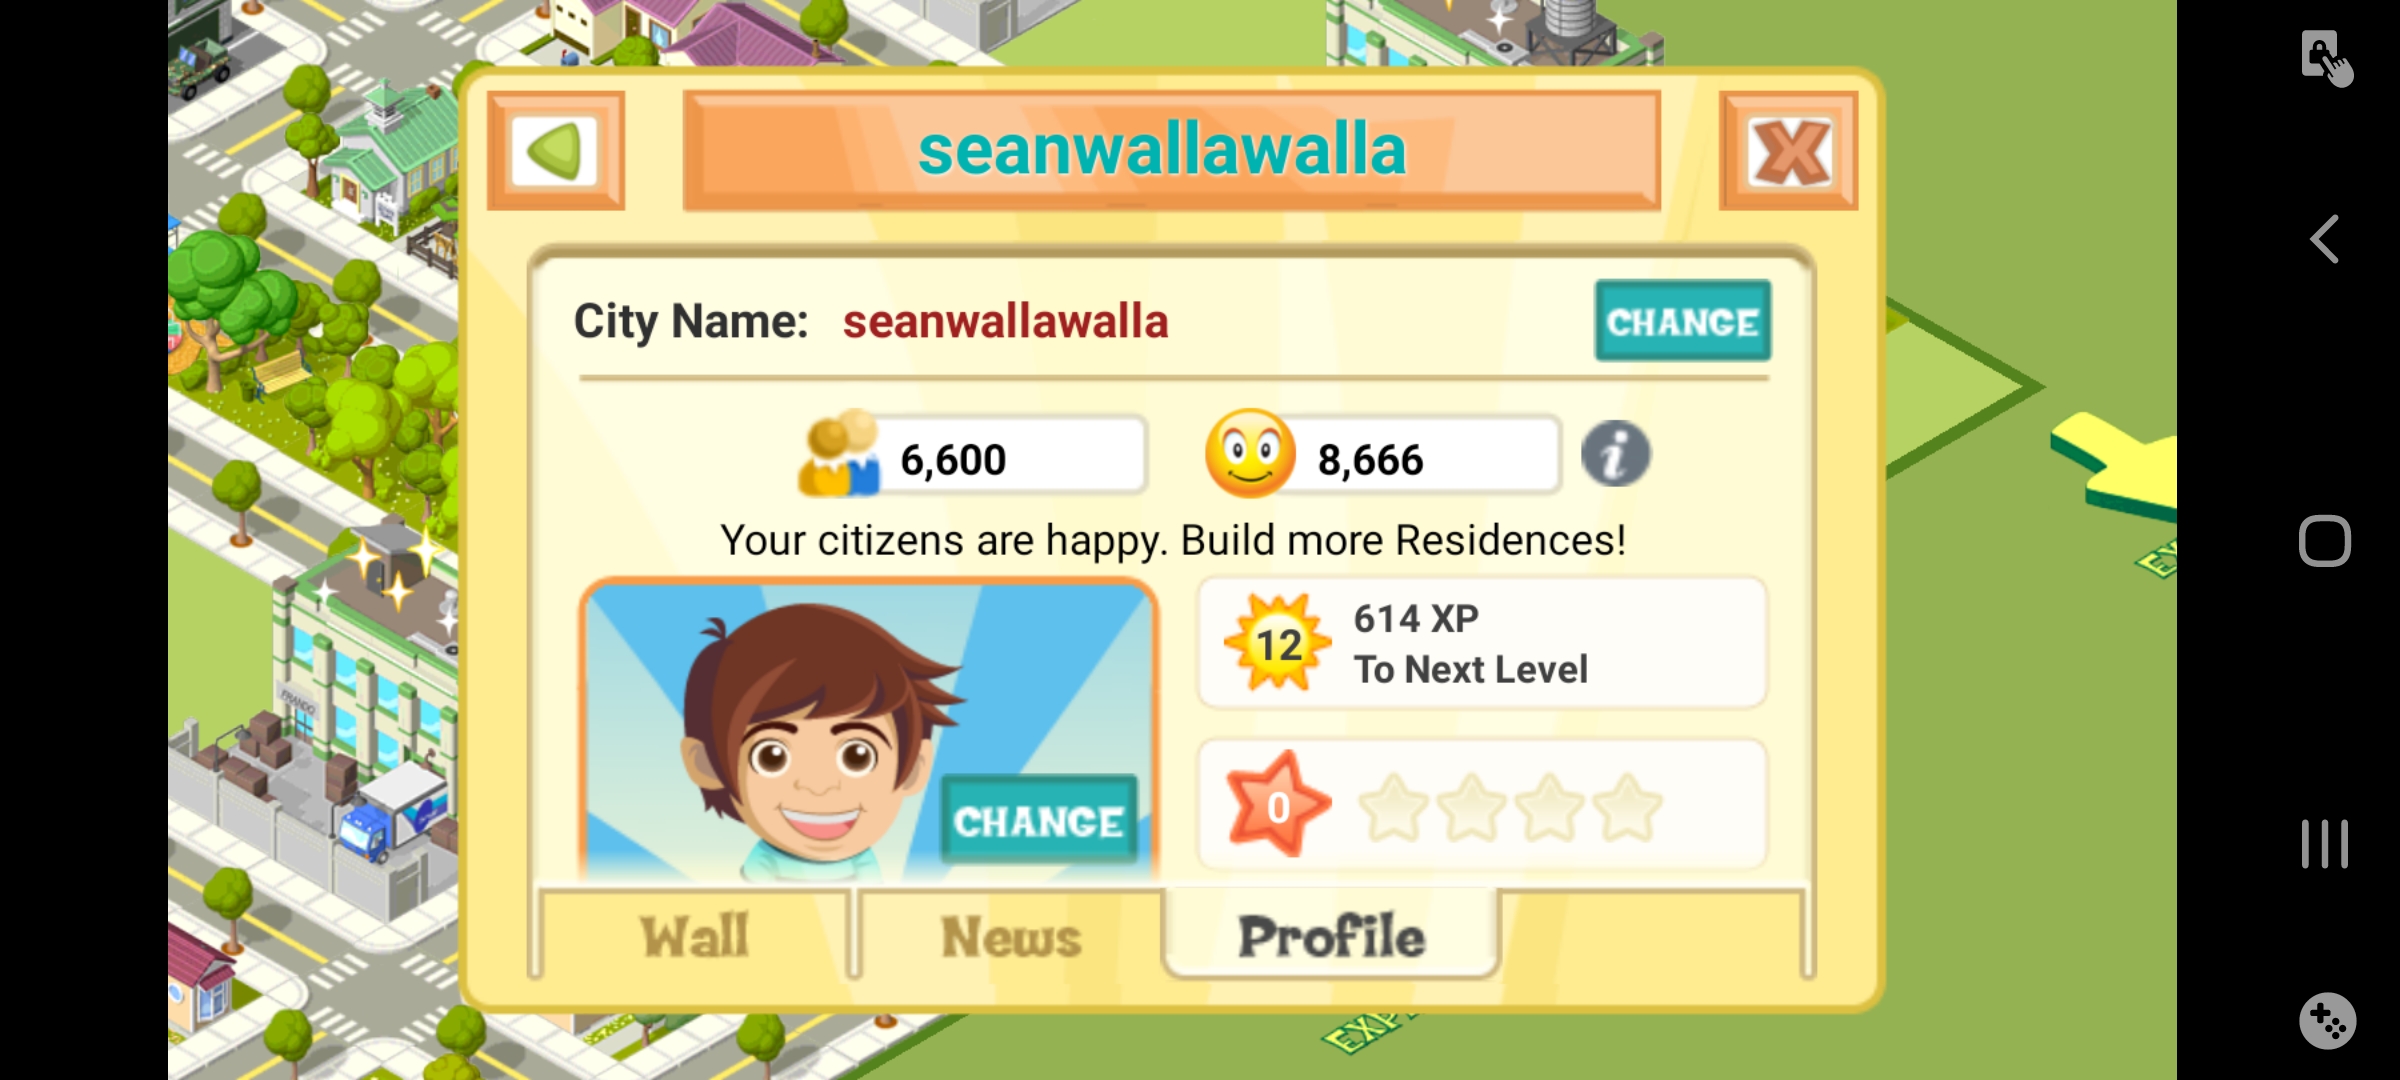 seanwallawalla
City Name: seanwallawalla
CHANGE
6,600
8,666
i
Your citizens are happy. Build more Residences!
12
614 XP
To Next Level
0
CHANGE
FRANDO
Wall
News
Profile